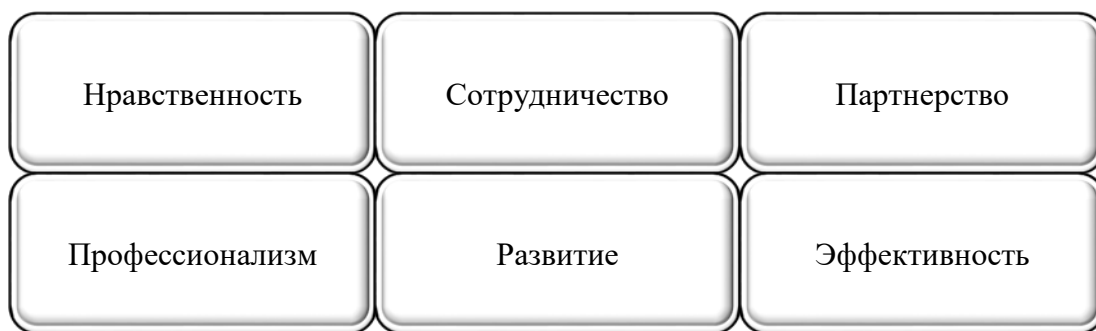 Нравственность
Сотрудничество
Партнерство
Профессионализм
Развитие
Эффективность